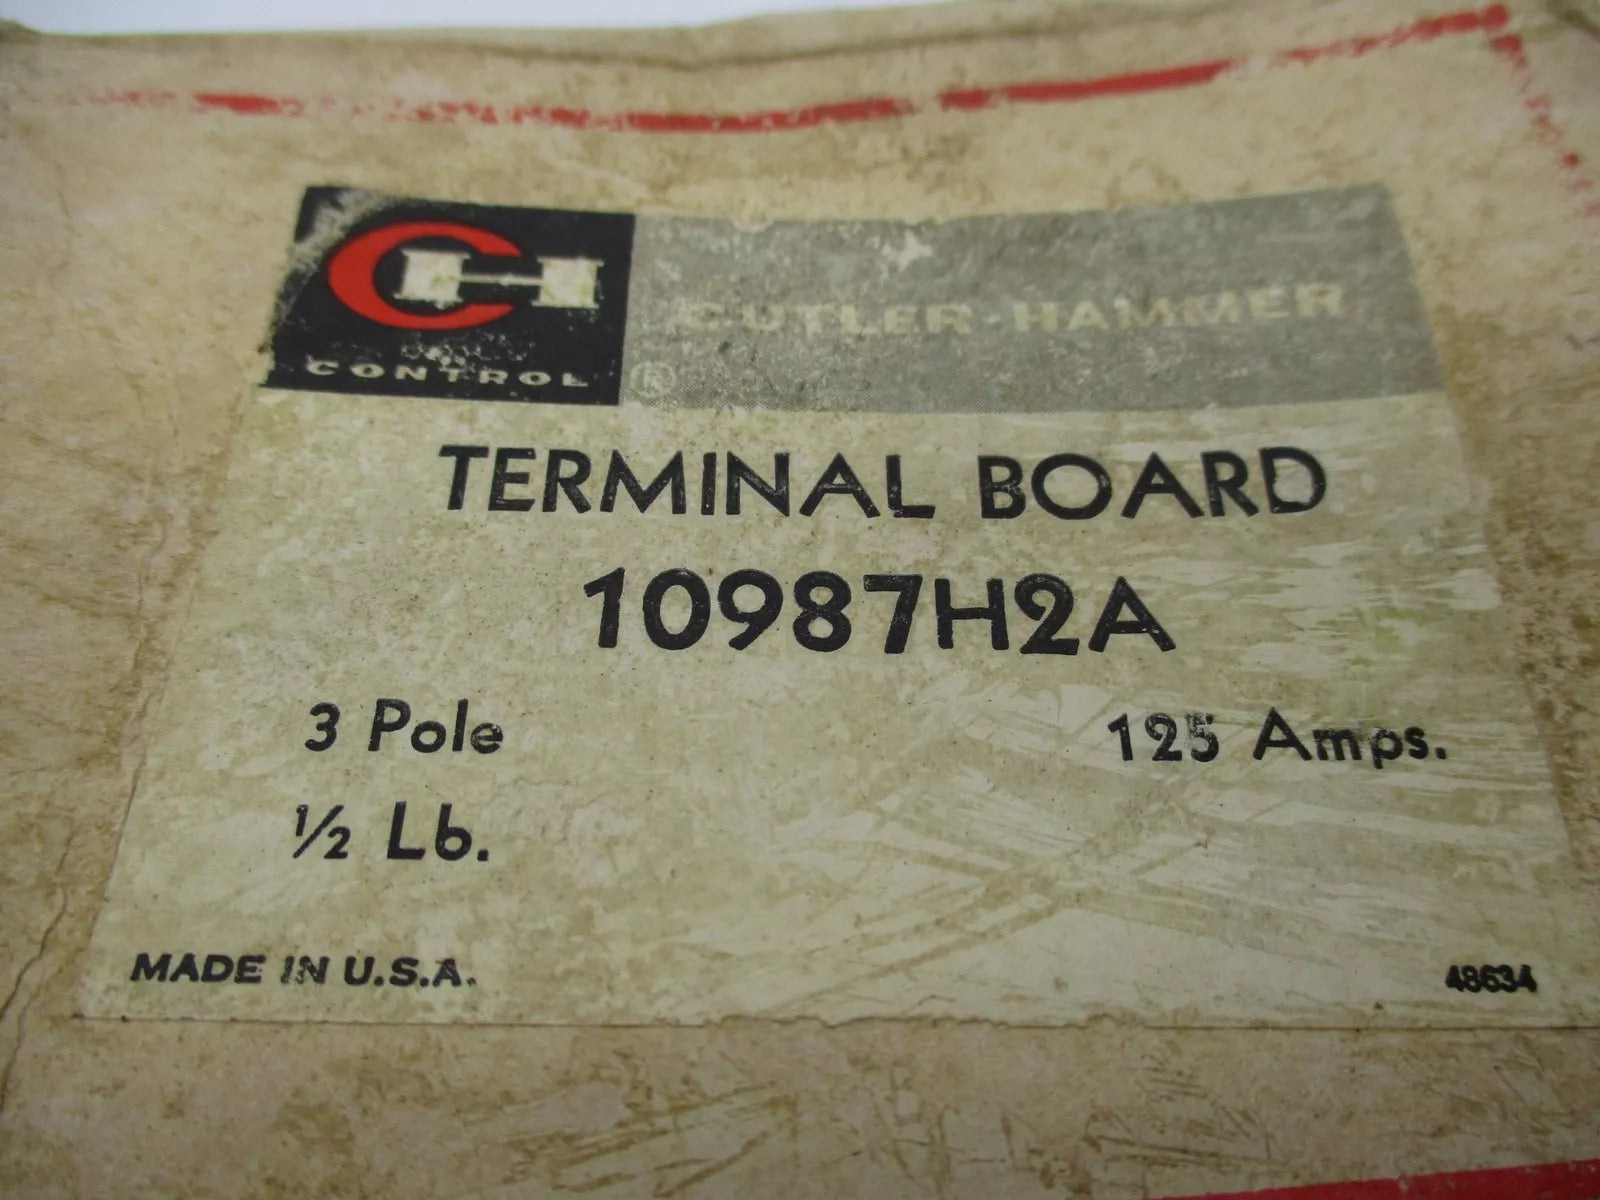 CH
CONTROL ®
CUTLER-HAMMER
TERMINAL BOARD
10987H2A
3 Pole 125 Amps.
½ Lb.
MADE IN U.S.A. 48634